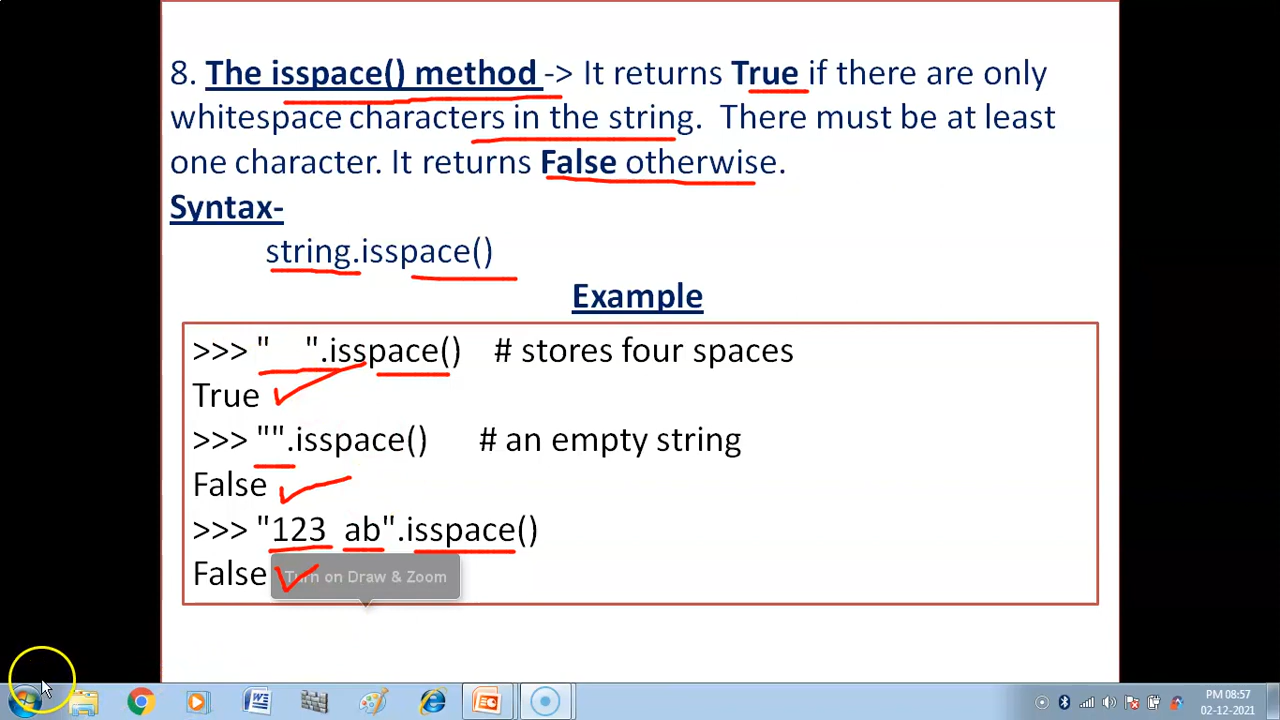 8. The isspace() method -> It returns True if there are only
whitespace characters in the string.  There must be at least
one character. It returns False otherwise.
Syntax-
string.isspace()
Example
>>> "    ".isspace()    # stores four spaces
True
>>> "".isspace()      # an empty string
False
>>> "123  ab".isspace()
False
Turn on Draw & Zoom
PM 08:57
02-12-2021